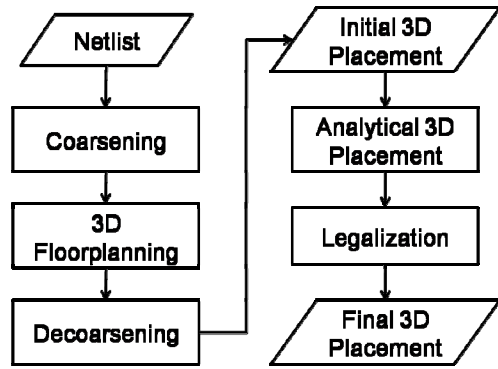 Netlist
Coarsening
3D
Floorplanning
Decoarsening
Initial 3D
Placement
Analytical 3D
Placement
Legalization
Final 3D
Placement